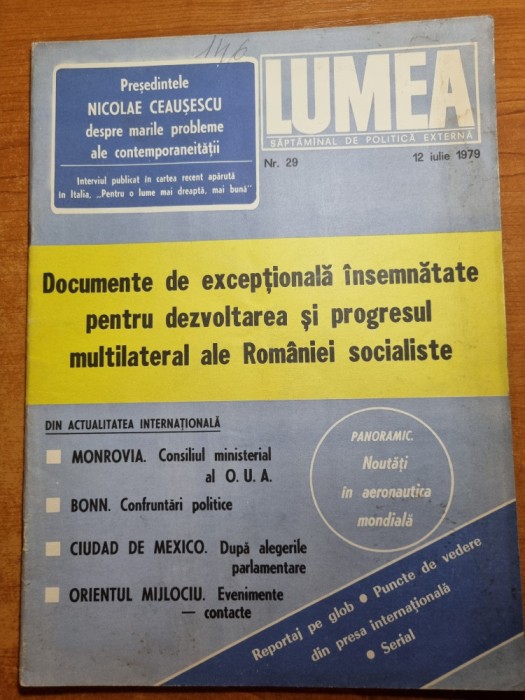 146
Președintele
NICOLAE CEAUȘESCU
despre marile probleme
ale contemporaneității
Interviul publicat în cartea recent apărută
în Italia, „Pentru o lume mai dreaptă, mai bună"
LUMEA
SĂPTĂMÎNAL DE POLITICĂ EXTERNĂ
Nr. 29
12 iulie 1979
Documente de excepțională însemnătate
pentru dezvoltarea și progresul
multilateral ale României socialiste
DIN ACTUALITATEA INTERNAȚIONALĂ
MONROVIA. Consiliul ministerial
al O. U. A.
BONN. Confruntări politice
CIUDAD DE MEXICO. După alegerile
parlamentare
ORIENTUL MIJLOCIU. Evenimente
— contacte
PANORAMIC.
Noutăți
în aeronautica
mondială
Reportaj pe glob • Puncte de vedere
din presa internațională
• Serial